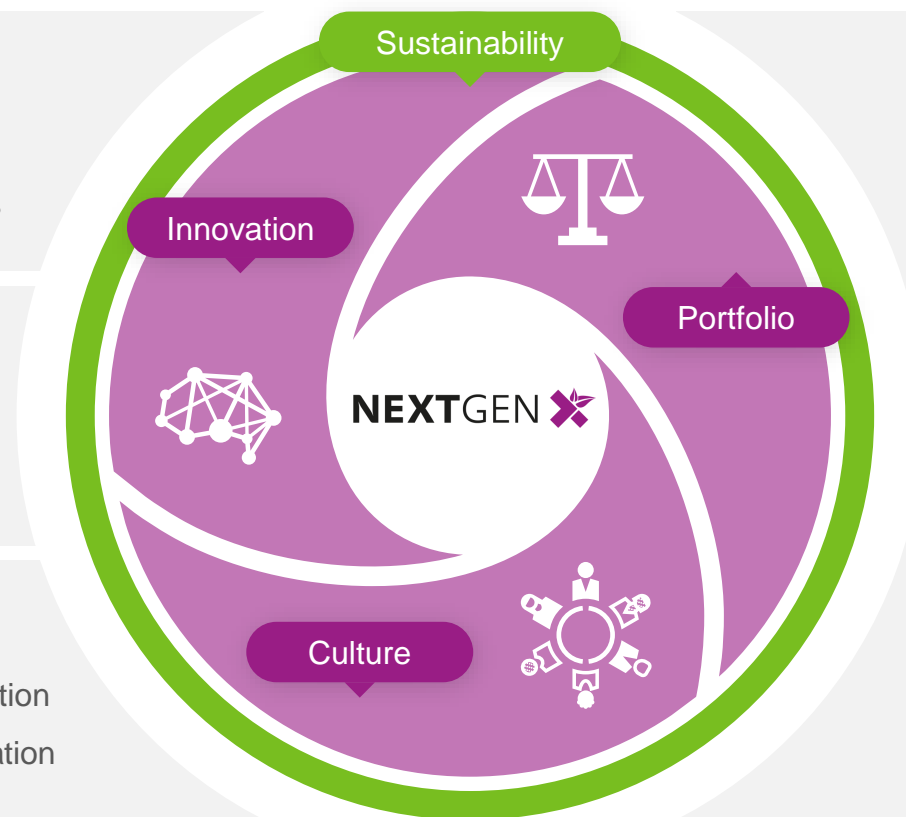 Sustainability
Innovation
Portfolio
NEXTGEN
Culture
tion
ation